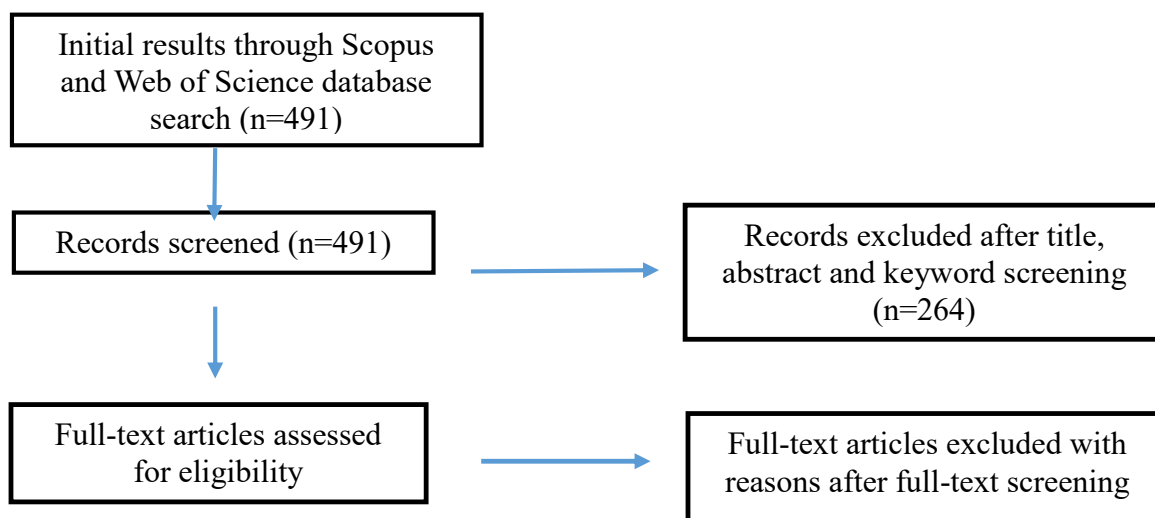 Initial results through Scopus
and Web of Science database
search (n=491)
Records screened (n=491)
Records excluded after title,
abstract and keyword screening
(n=264)
Full-text articles assessed
for eligibility
Full-text articles excluded with
reasons after full-text screening